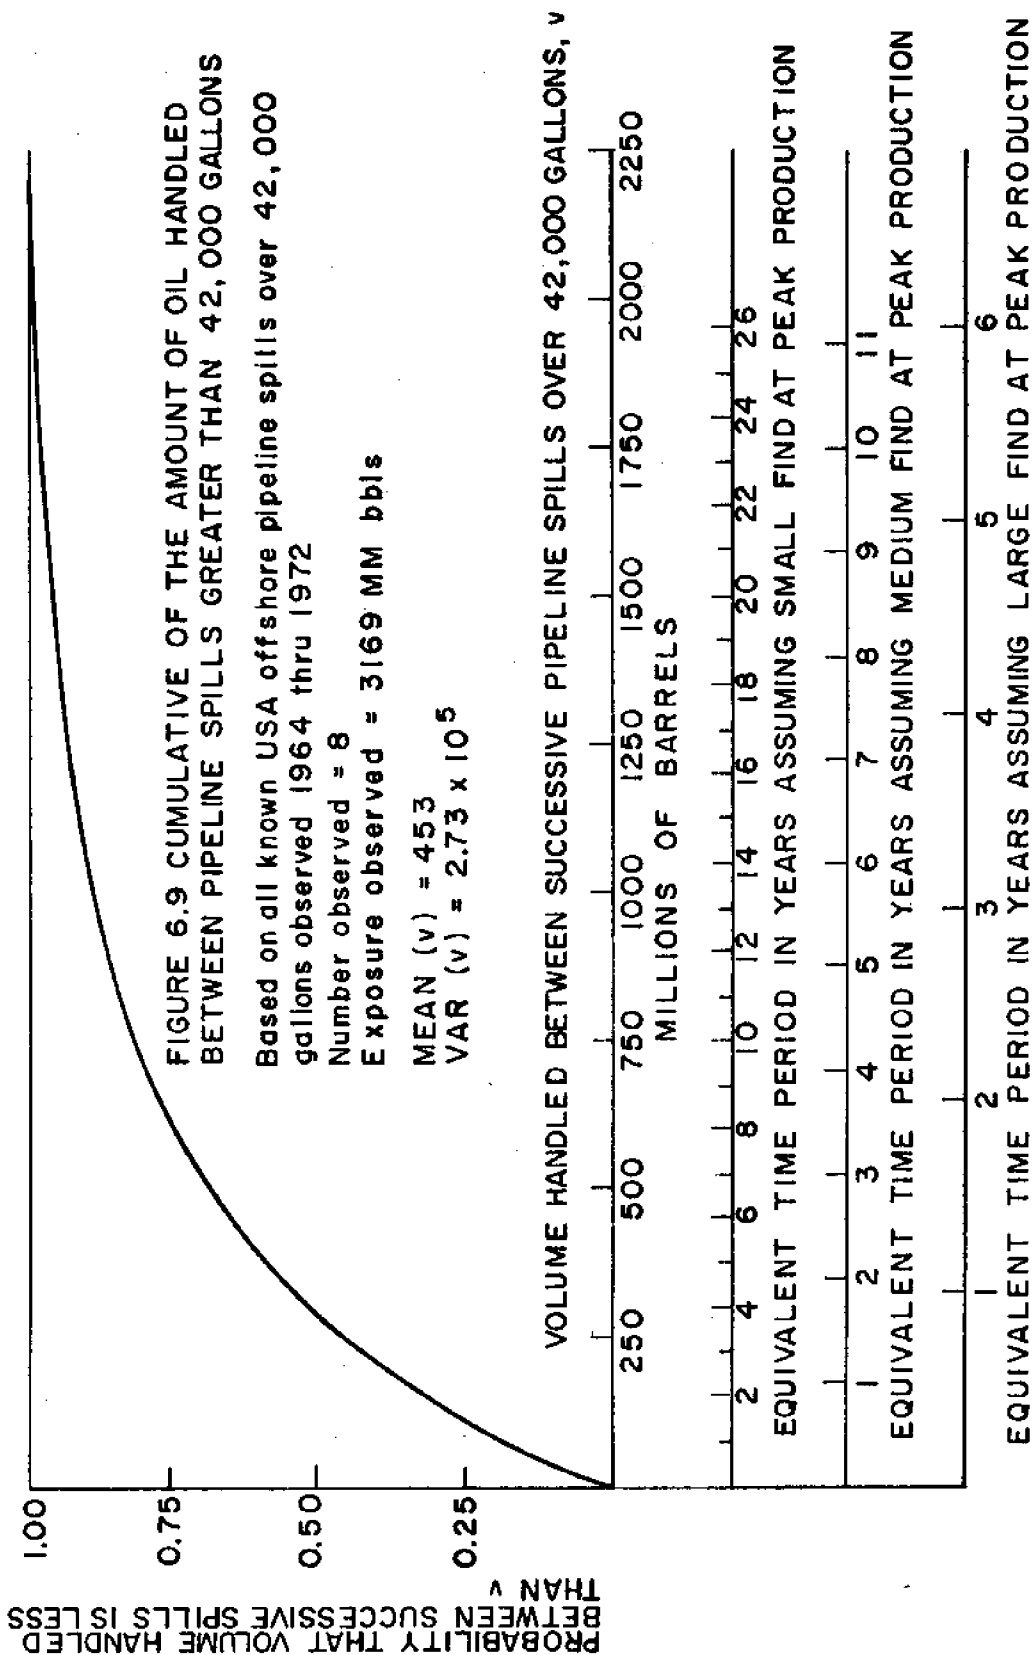 FIGURE 6.9 CUMULATIVE OF THE AMOUNT OF OIL HANDLED
BETWEEN PIPELINE SPILLS GREATER THAN 42,000 GALLONS
Based on all known USA offshore pipeline spills over 42,000
gallons observed 1964 thru 1972
Number observed = 8
Exposure observed = 3169 MM bbls
MEAN (v) = 453
VAR (v) = 2.73 x 10^5
PROBABILITY THAT VOLUME HANDLED
BETWEEN SUCCESSIVE SPILLS IS LESS
THAN v
1.00
0.75
0.50
0.25
VOLUME HANDLED BETWEEN SUCCESSIVE PIPELINE SPILLS OVER 42,000 GALLONS, v
250 500 750 1000 1250 1500 1750 2000 2250
MILLIONS OF BARRELS
2 4 6 8 10 12 14 16 18 20 22 24 26
EQUIVALENT TIME PERIOD IN YEARS ASSUMING SMALL FIND AT PEAK PRODUCTION
1 2 3 4 5 6 7 8 9 10 11
EQUIVALENT TIME PERIOD IN YEARS ASSUMING MEDIUM FIND AT PEAK PRODUCTION
1 2 3 4 5 6
EQUIVALENT TIME PERIOD IN YEARS ASSUMING LARGE FIND AT PEAK PRODUCTION